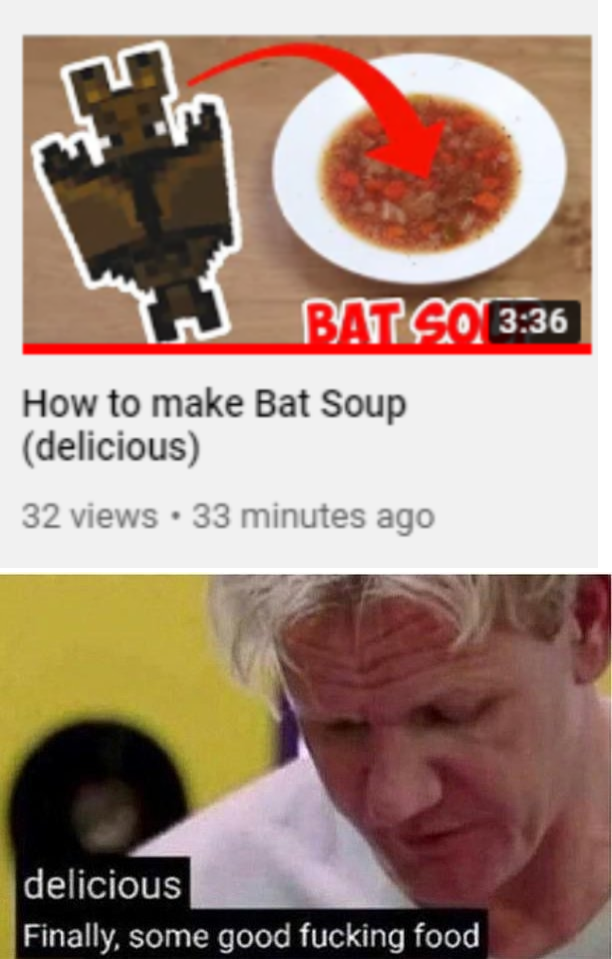 BAT SO
3:36
How to make Bat Soup
(delicious)
32 views • 33 minutes ago
delicious
Finally, some good fucking food